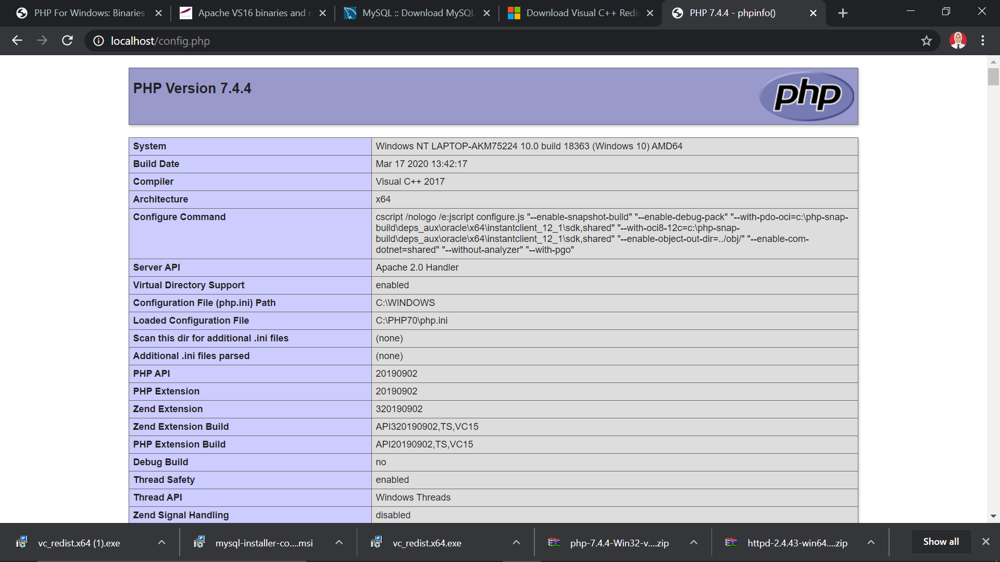 PHP For Windows: Binaries
Apache VS16 binaries and
MySQL :: Download MySQL
Download Visual C++ Redi
PHP 7.4.4 - phpinfo()
localhost/config.php
PHP Version 7.4.4
php
System Windows NT LAPTOP-AKM75224 10.0 build 18363 (Windows 10) AMD64
Build Date Mar 17 2020 13:42:17
Compiler Visual C++ 2017
Architecture x64
Configure Command cscript /nologo /e:jscript configure.js "--enable-snapshot-build" "--enable-debug-pack" "--with-pdo-oci=c:\php-snap-
build\deps_aux\oracle\x64\instantclient_12_1\sdk,shared" "--with-oci8-12c=c:\php-snap-
build\deps_aux\oracle\x64\instantclient_12_1\sdk,shared" "--enable-object-out-dir=../obj/" "--enable-com-
dotnet=shared" "--without-analyzer" "--with-pgo"
Server API Apache 2.0 Handler
Virtual Directory Support enabled
Configuration File (php.ini) Path C:\WINDOWS
Loaded Configuration File C:\PHP70\php.ini
Scan this dir for additional .ini files (none)
Additional .ini files parsed (none)
PHP API 20190902
PHP Extension 20190902
Zend Extension 320190902
Zend Extension Build API320190902,TS,VC15
PHP Extension Build API20190902,TS,VC15
Debug Build no
Thread Safety enabled
Thread API Windows Threads
Zend Signal Handling disabled
vc_redist.x64 (1).exe
mysql-installer-co....msi
vc_redist.x64.exe
php-7.4.4-Win32-v....zip
httpd-2.4.43-win64....zip
Show all